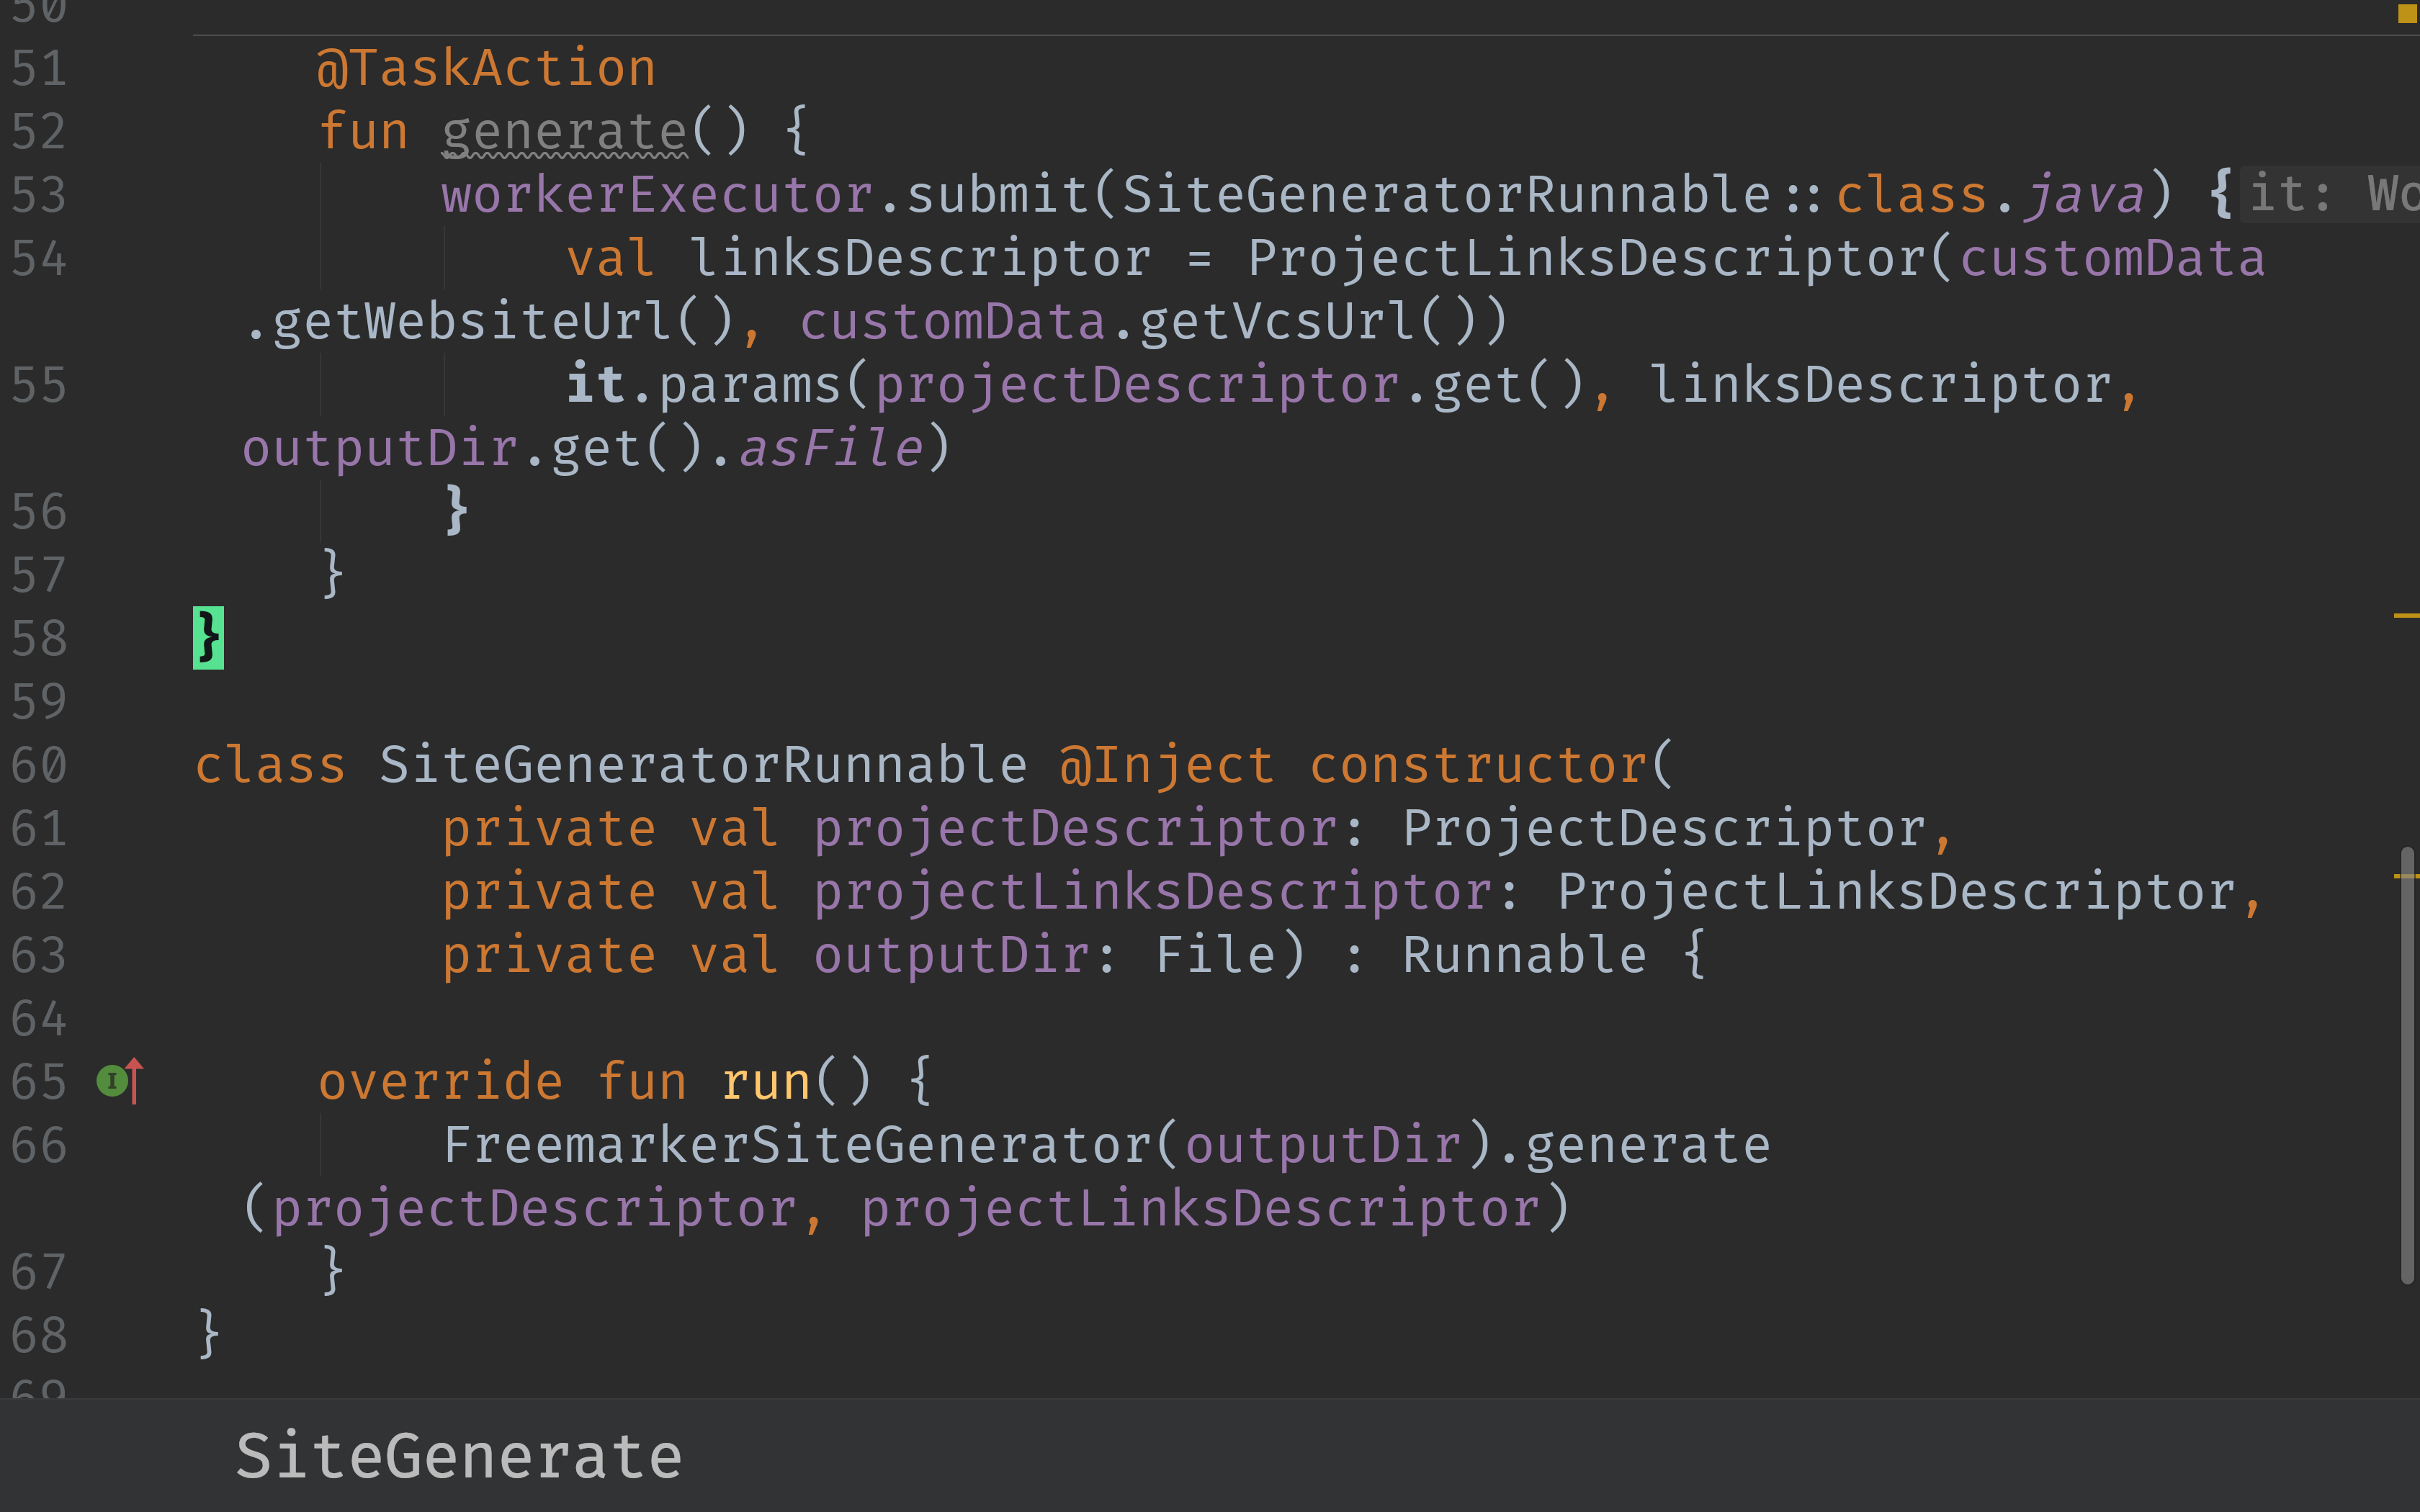 50
51 @TaskAction
52 fun generate() {
53 workerExecutor.submit(SiteGeneratorRunnable::class.java) { it: Wo
54 val linksDescriptor = ProjectLinksDescriptor(customData
.getWebsiteUrl(), customData.getVcsUrl())
55 it.params(projectDescriptor.get(), linksDescriptor,
outputDir.get().asFile)
56 }
57 }
58 }
59
60 class SiteGeneratorRunnable @Inject constructor(
61 private val projectDescriptor: ProjectDescriptor,
62 private val projectLinksDescriptor: ProjectLinksDescriptor,
63 private val outputDir: File) : Runnable {
64
65 I override fun run() {
66 FreemarkerSiteGenerator(outputDir).generate
(projectDescriptor, projectLinksDescriptor)
67 }
68 }
69
SiteGenerate